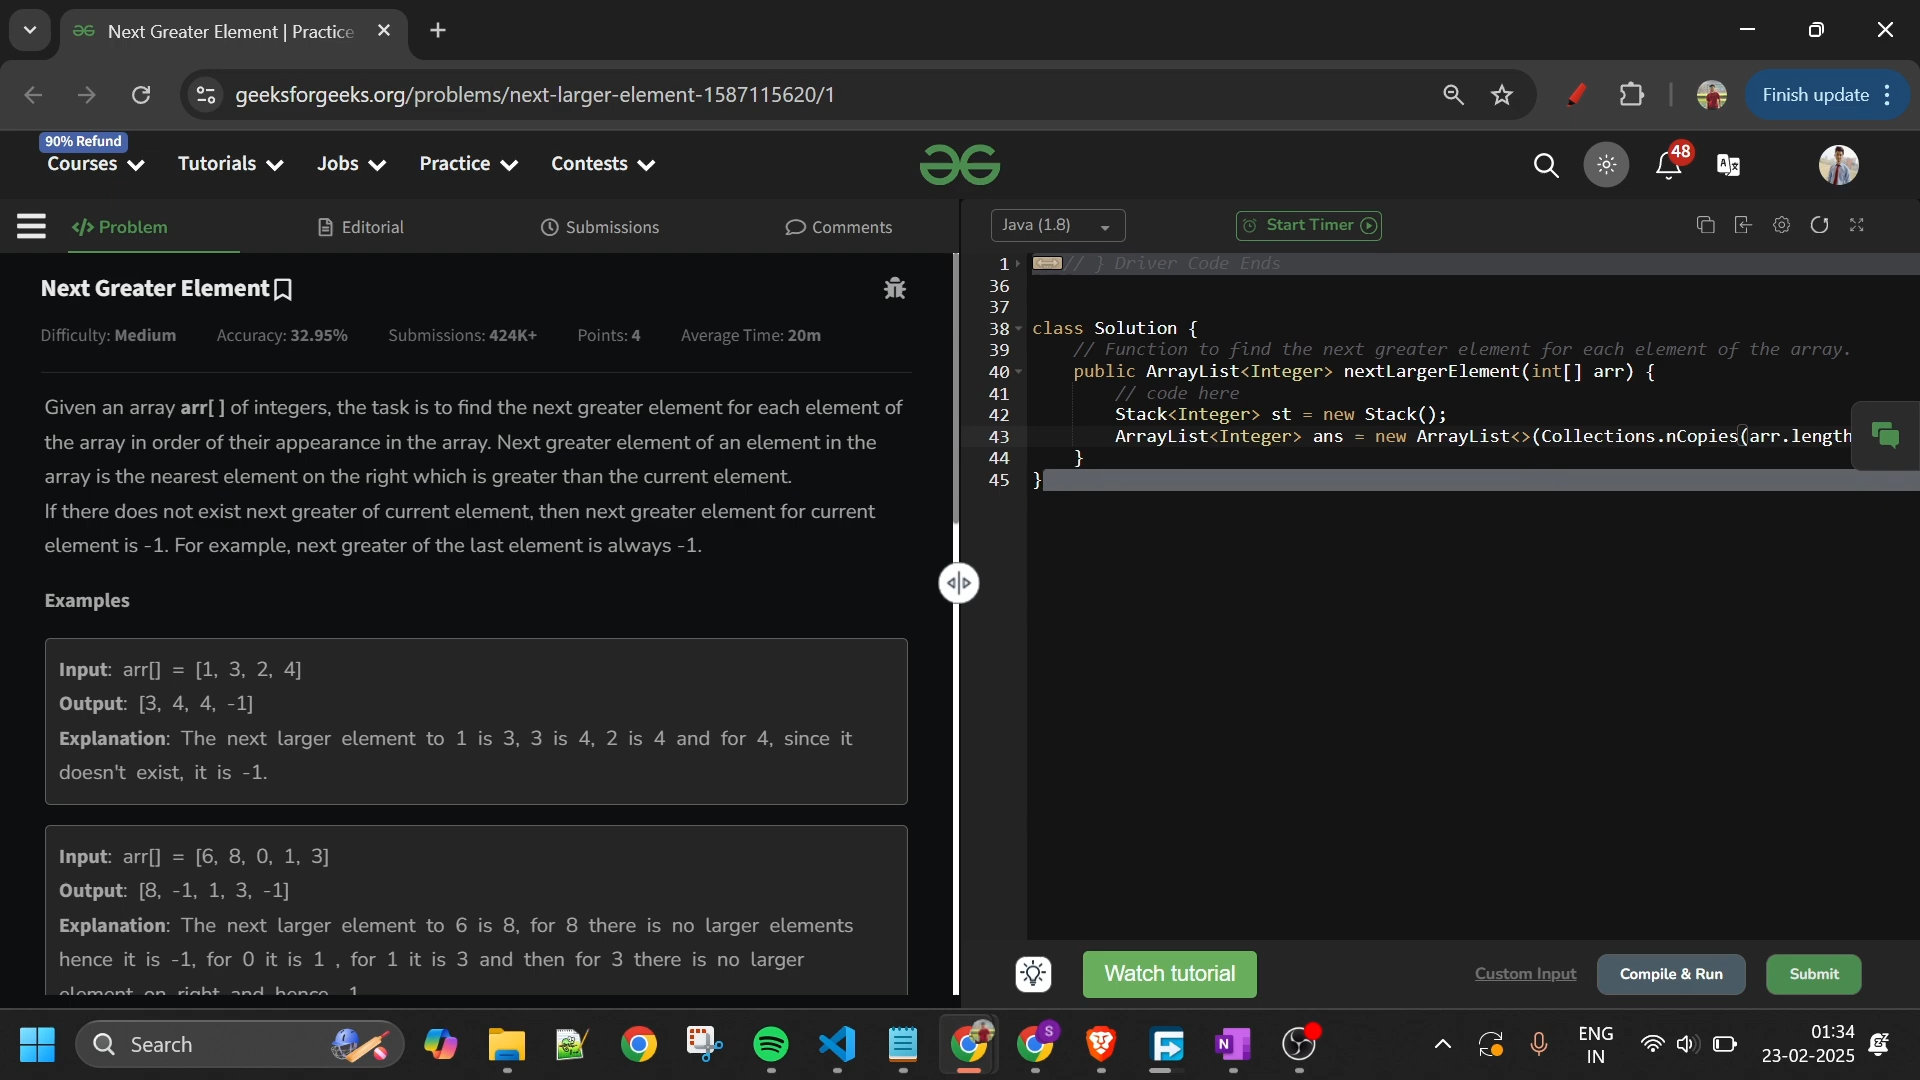 Next Greater Element | Practice
geeksforgeeks.org/problems/next-larger-element-1587115620/1
Finish update
90% Refund
Courses
Tutorials
Jobs
Practice
Contests
48
Problem
Editorial
Submissions
Comments
Java (1.8)
Start Timer
Next Greater Element
Difficulty: Medium
Accuracy: 32.95%
Submissions: 424K+
Points: 4
Average Time: 20m
Given an array arr[ ] of integers, the task is to find the next greater element for each element of
the array in order of their appearance in the array. Next greater element of an element in the
array is the nearest element on the right which is greater than the current element.
If there does not exist next greater of current element, then next greater element for current
element is -1. For example, next greater of the last element is always -1.
Examples
Input: arr[] = [1, 3, 2, 4]
Output: [3, 4, 4, -1]
Explanation: The next larger element to 1 is 3, 3 is 4, 2 is 4 and for 4, since it
doesn't exist, it is -1.
Input: arr[] = [6, 8, 0, 1, 3]
Output: [8, -1, 1, 3, -1]
Explanation: The next larger element to 6 is 8, for 8 there is no larger elements
hence it is -1, for 0 it is 1 , for 1 it is 3 and then for 3 there is no larger
element on right and hence -1
1 // } Driver Code Ends
36
37
38 class Solution {
39 // Function to find the next greater element for each element of the array.
40 public ArrayList<Integer> nextLargerElement(int[] arr) {
41 // code here
42 Stack<Integer> st = new Stack();
43 ArrayList<Integer> ans = new ArrayList<>(Collections.nCopies(arr.length
44 }
45 }
Watch tutorial
Custom Input
Compile & Run
Submit
Search
S
N
ENG
IN
01:34
23-02-2025